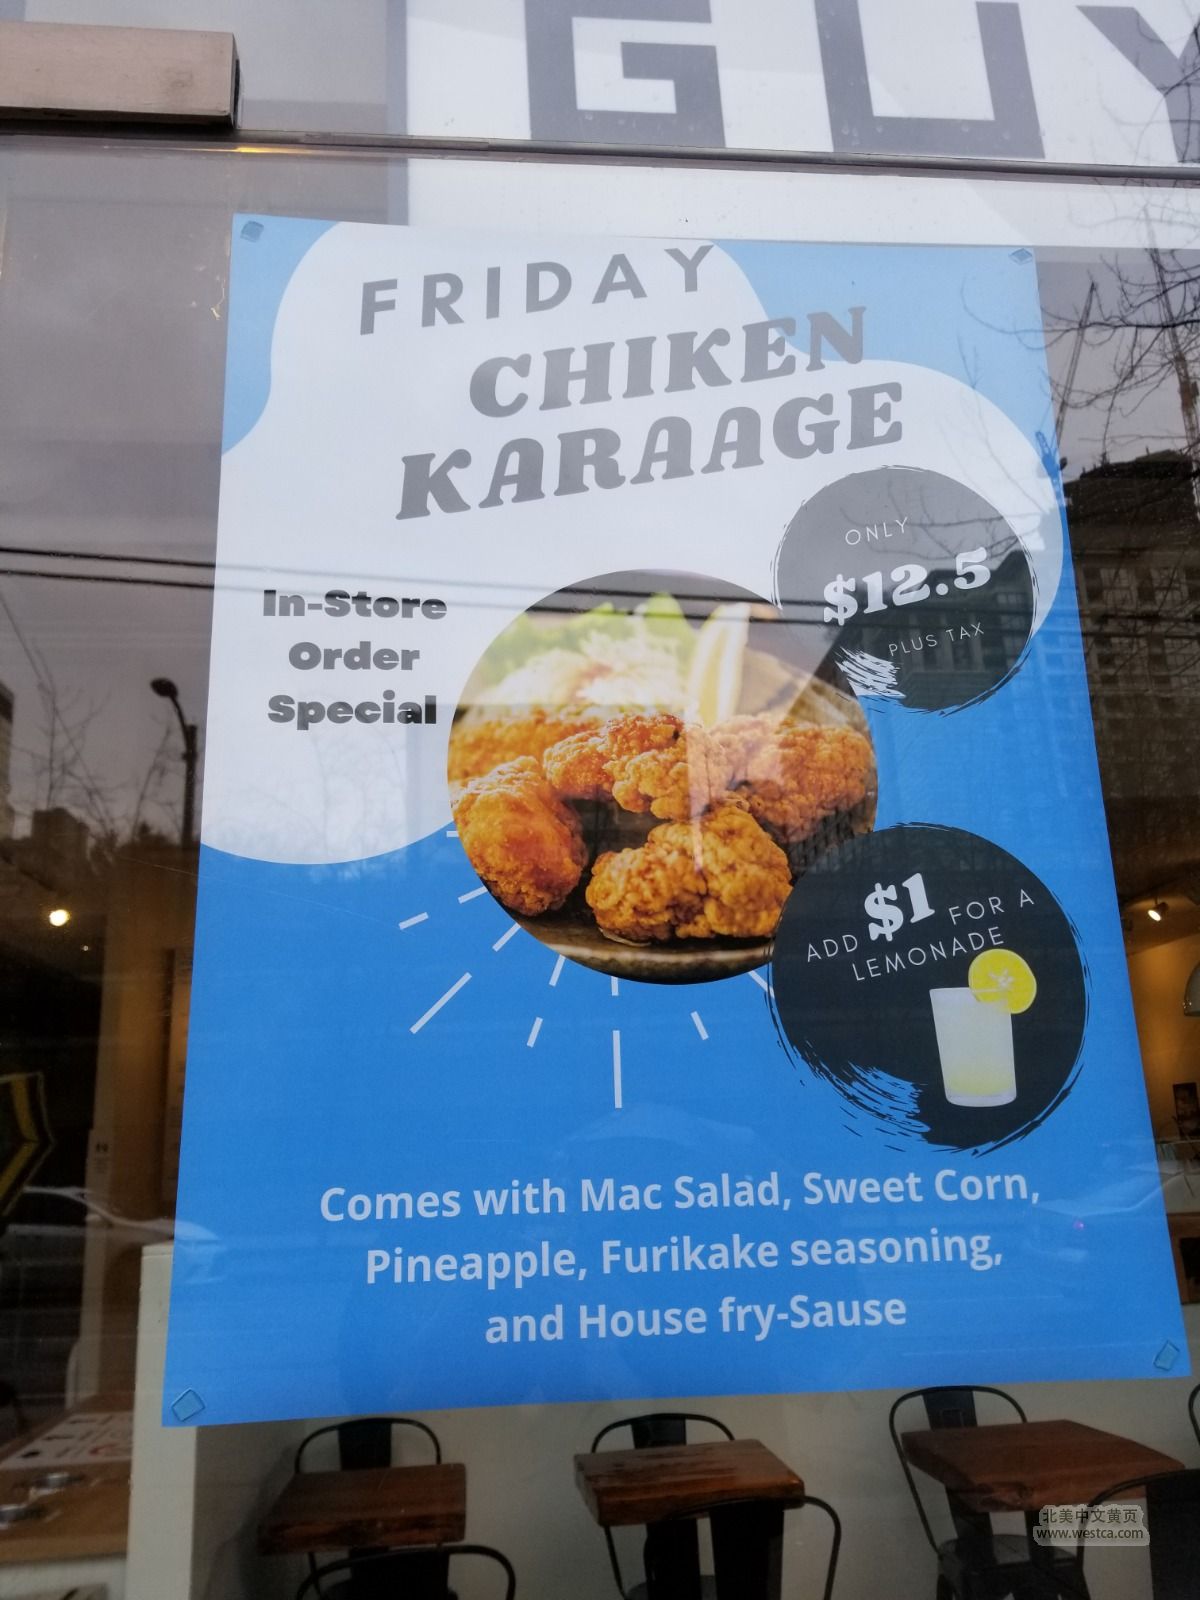 GUY
FRIDAY
CHIKEN
KARAAGE
ONLY
$12.5
PLUS TAX
In-Store
Order
Special
ADD $1 FOR A
LEMONADE
Comes with Mac Salad, Sweet Corn,
Pineapple, Furikake seasoning,
and House fry-Sause
北美中文黄页
www.westca.com